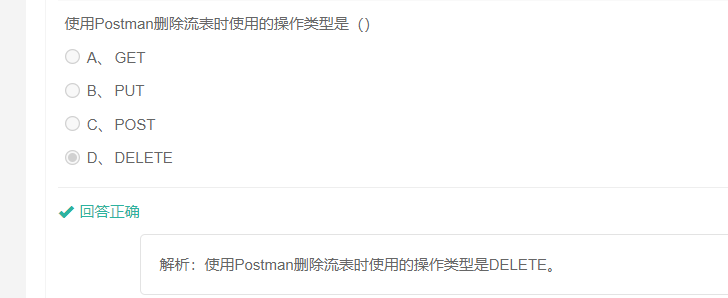 使用Postman删除流表时使用的操作类型是（）
A、 GET
B、 PUT
C、 POST
D、 DELETE
回答正确
解析：使用Postman删除流表时使用的操作类型是DELETE。